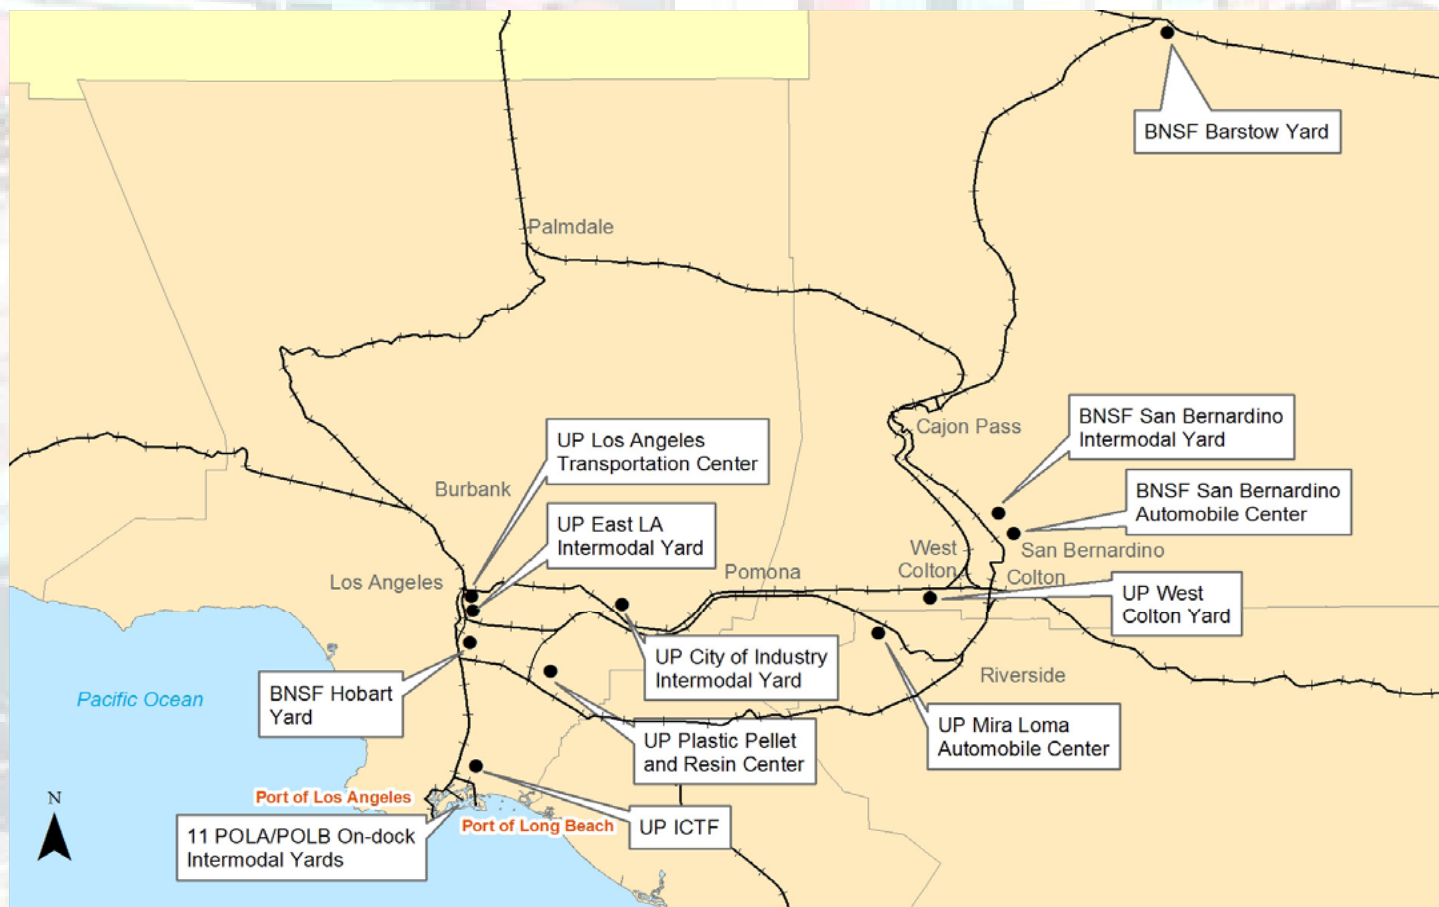 BNSF Barstow Yard
Palmdale
Cajon Pass
BNSF San Bernardino
Intermodal Yard
UP Los Angeles
Transportation Center
BNSF San Bernardino
Automobile Center
Burbank
UP East LA
Intermodal Yard
West
Colton
San Bernardino
Los Angeles
Pomona
Colton
UP West
Colton Yard
UP City of Industry
Intermodal Yard
Riverside
Pacific Ocean
BNSF Hobart
Yard
UP Mira Loma
Automobile Center
UP Plastic Pellet
and Resin Center
N
Port of Los Angeles
Port of Long Beach
UP ICTF
11 POLA/POLB On-dock
Intermodal Yards